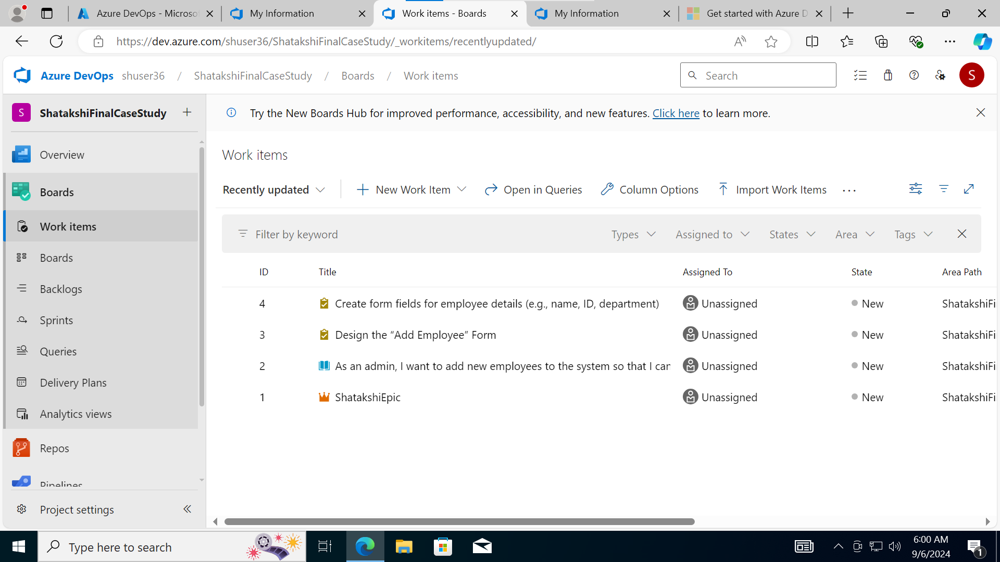 Azure DevOps - Microso
My Information
Work items - Boards
My Information
Get started with Azure D
https://dev.azure.com/shuser36/ShatakshiFinalCaseStudy/_workitems/recentlyupdated/
Azure DevOps shuser36 / ShatakshiFinalCaseStudy / Boards / Work items
Search
S
S ShatakshiFinalCaseStudy
Try the New Boards Hub for improved performance, accessibility, and new features. Click here to learn more.
Overview
Boards
Work items
Boards
Backlogs
Sprints
Queries
Delivery Plans
Analytics views
Repos
Pipelines
Project settings
Work items
Recently updated
New Work Item
Open in Queries
Column Options
Import Work Items
Filter by keyword
Types
Assigned to
States
Area
Tags
ID Title Assigned To State Area Path
4 Create form fields for employee details (e.g., name, ID, department) Unassigned New ShatakshiFi
3 Design the “Add Employee” Form Unassigned New ShatakshiFi
2 As an admin, I want to add new employees to the system so that I can Unassigned New ShatakshiFi
1 ShatakshiEpic Unassigned New ShatakshiFi
Type here to search
6:00 AM
9/6/2024
1